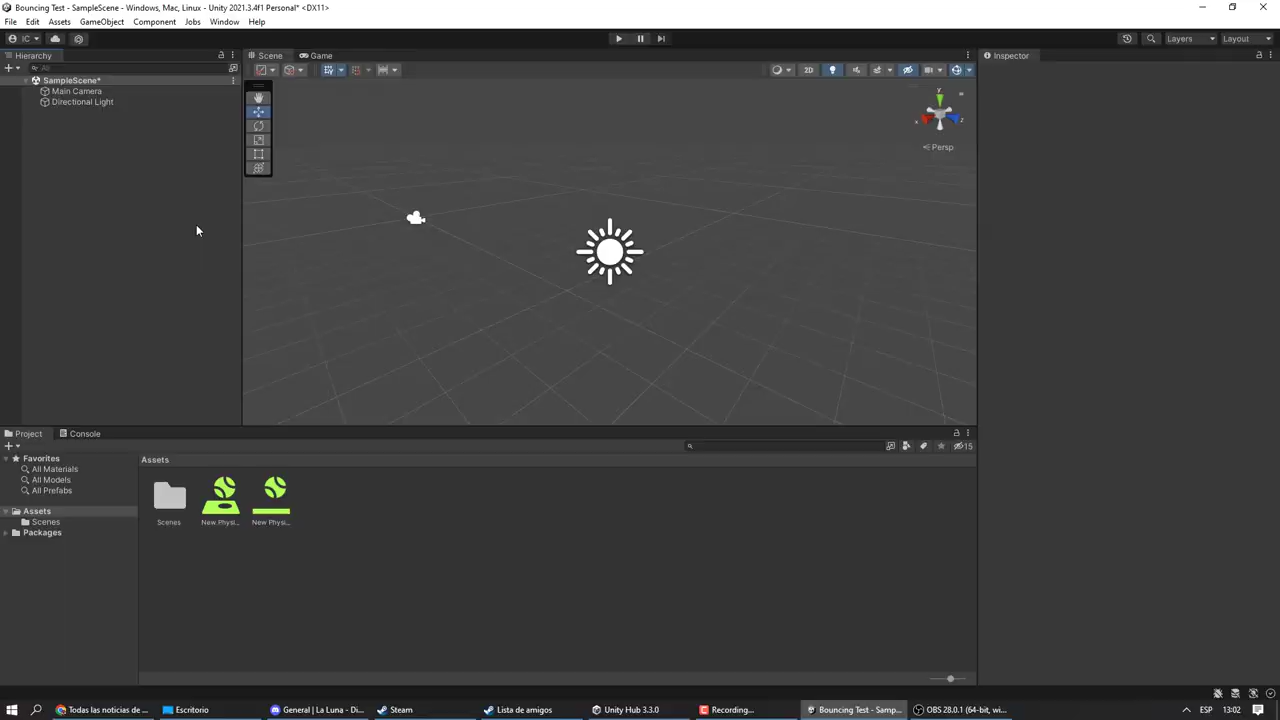 Bouncing Test - SampleScene - Windows, Mac, Linux - Unity 2021.3.4f1 Personal* <DX11>
File Edit Assets GameObject Component Jobs Window Help
IC
Layers
Layout
Hierarchy
Scene
Game
Inspector
All
2D
SampleScene*
Main Camera
Directional Light
y
x
z
Persp
Project
Console
15
Favorites
All Materials
All Models
All Prefabs
Assets
Scenes
Packages
Assets
Scenes
New Physi...
New Physi...
Todas las noticias de ...
Escritorio
General | La Luna - Di...
Steam
Lista de amigos
Unity Hub 3.3.0
Recording...
Bouncing Test - Samp...
OBS 28.0.1 (64-bit, wi...
ESP
13:02